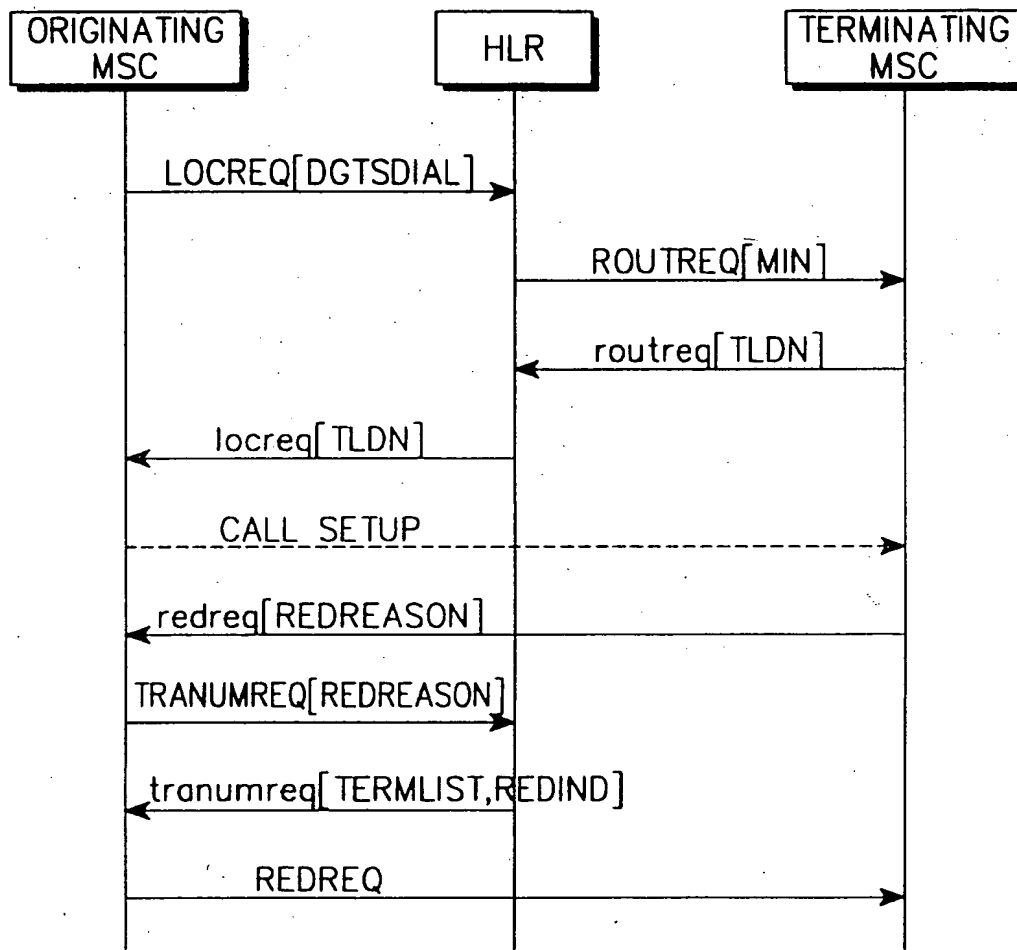 ORIGINATING
MSC
HLR
TERMINATING
MSC
LOCREQ[DGTSDIAL]
ROUTREQ[MIN]
routreq[TLDN]
locreq[TLDN]
CALL SETUP
redreq[REDREASON]
TRANUMREQ[REDREASON]
tranumreq[TERMLIST,REDIND]
REDREQ